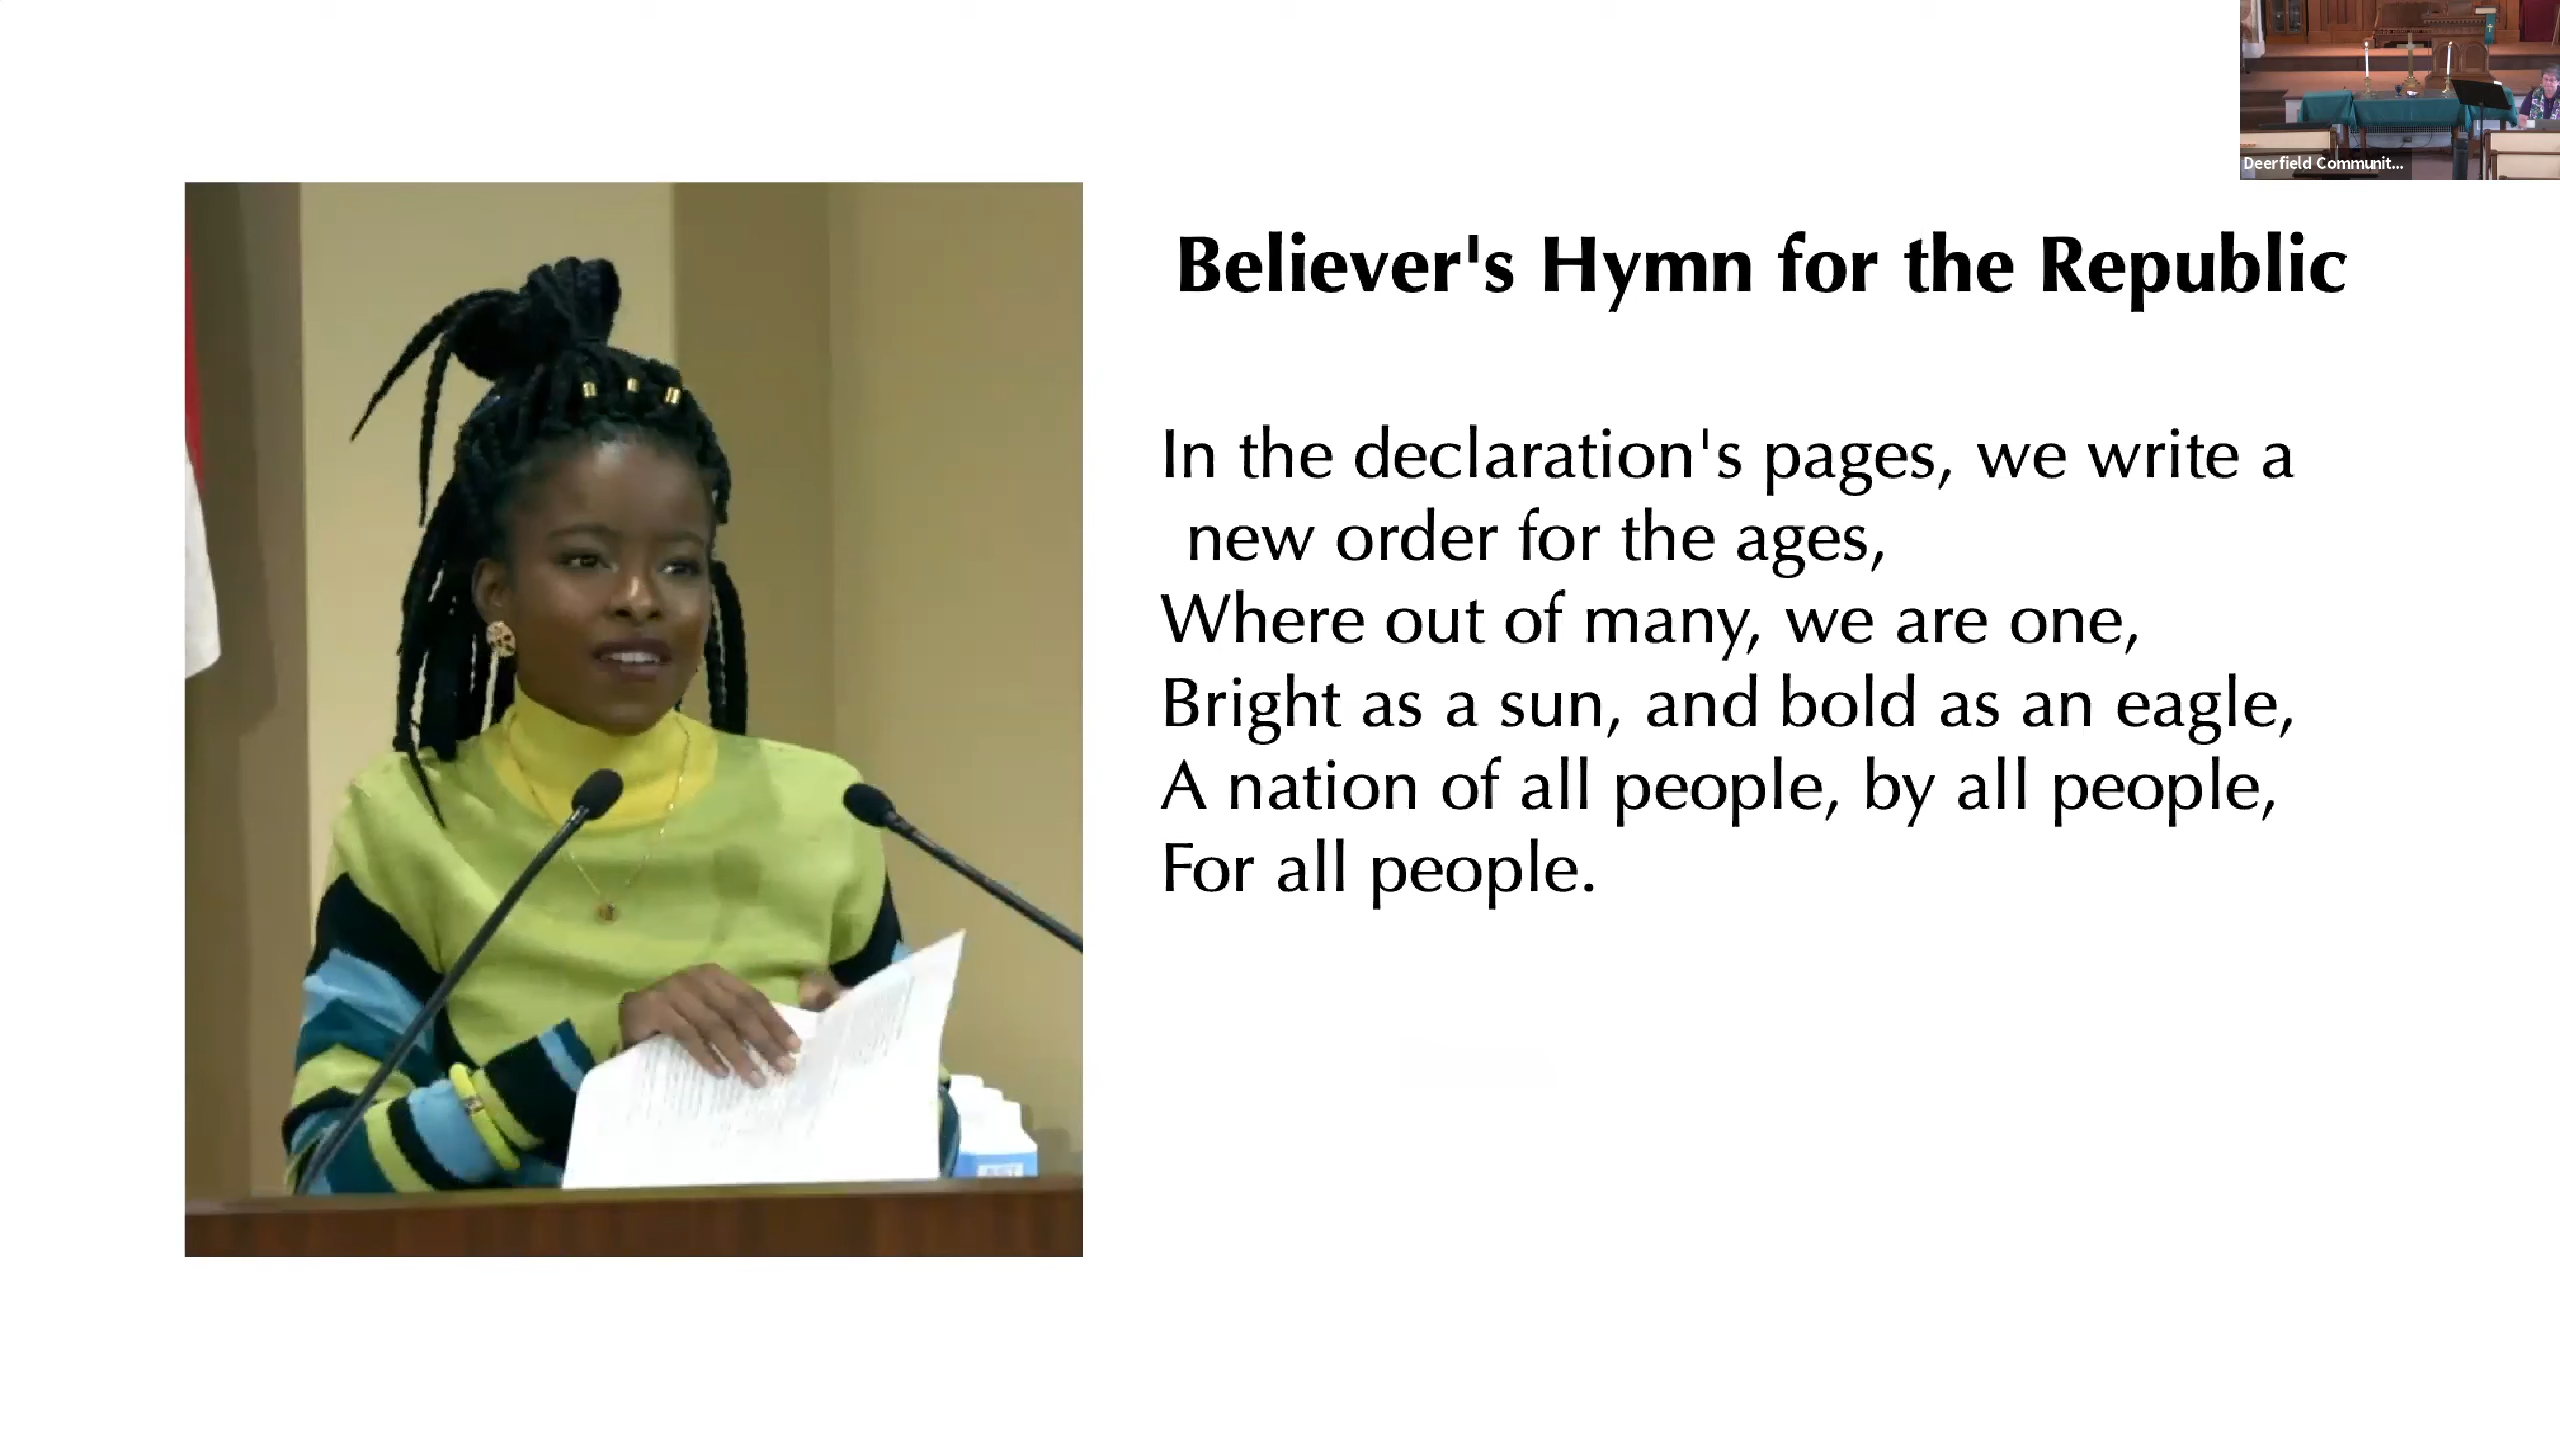 Deerfield Communit...
Believer's Hymn for the Republic
In the declaration's pages, we write a
new order for the ages,
Where out of many, we are one,
Bright as a sun, and bold as an eagle,
A nation of all people, by all people,
For all people.